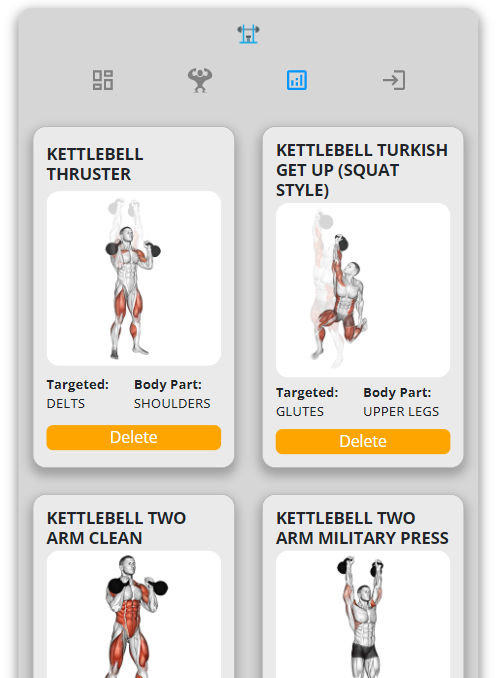 KETTLEBELL
THRUSTER
Targeted:
DELTS
Body Part:
SHOULDERS
Delete
KETTLEBELL TURKISH
GET UP (SQUAT
STYLE)
Targeted:
GLUTES
Body Part:
UPPER LEGS
Delete
KETTLEBELL TWO
ARM CLEAN
KETTLEBELL TWO
ARM MILITARY PRESS